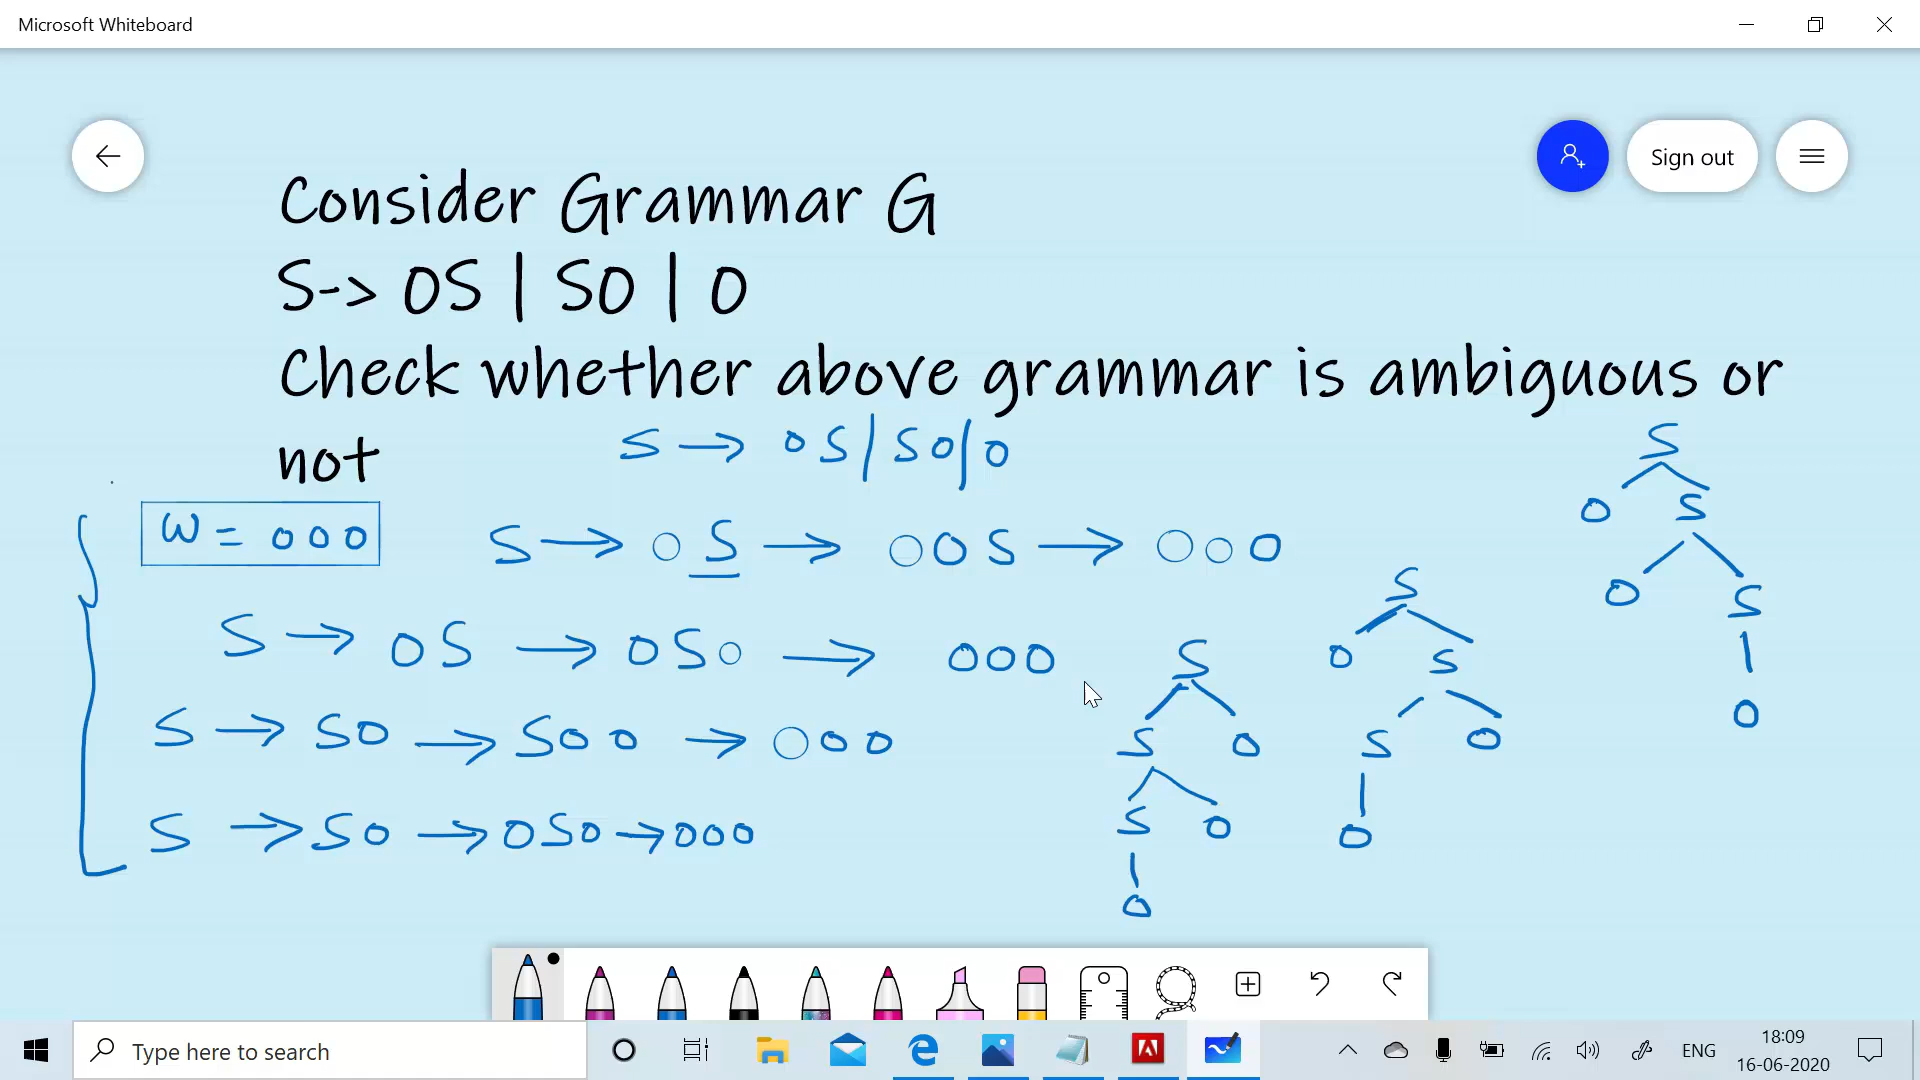 Microsoft Whiteboard
Sign out
Consider Grammar G
S-> 0S | S0 | 0
Check whether above grammar is ambiguous or
not
S → 0S | S0 | 0
W = 000
S → 0S → 00S → 000
S → 0S → 0S0 → 000
S → S0 → S00 → 000
S → S0 → 0S0 → 000
S
0 S
0 S
0
S
0 S
S 0
0
S
S 0
S 0
0
Type here to search
ENG
18:09
16-06-2020